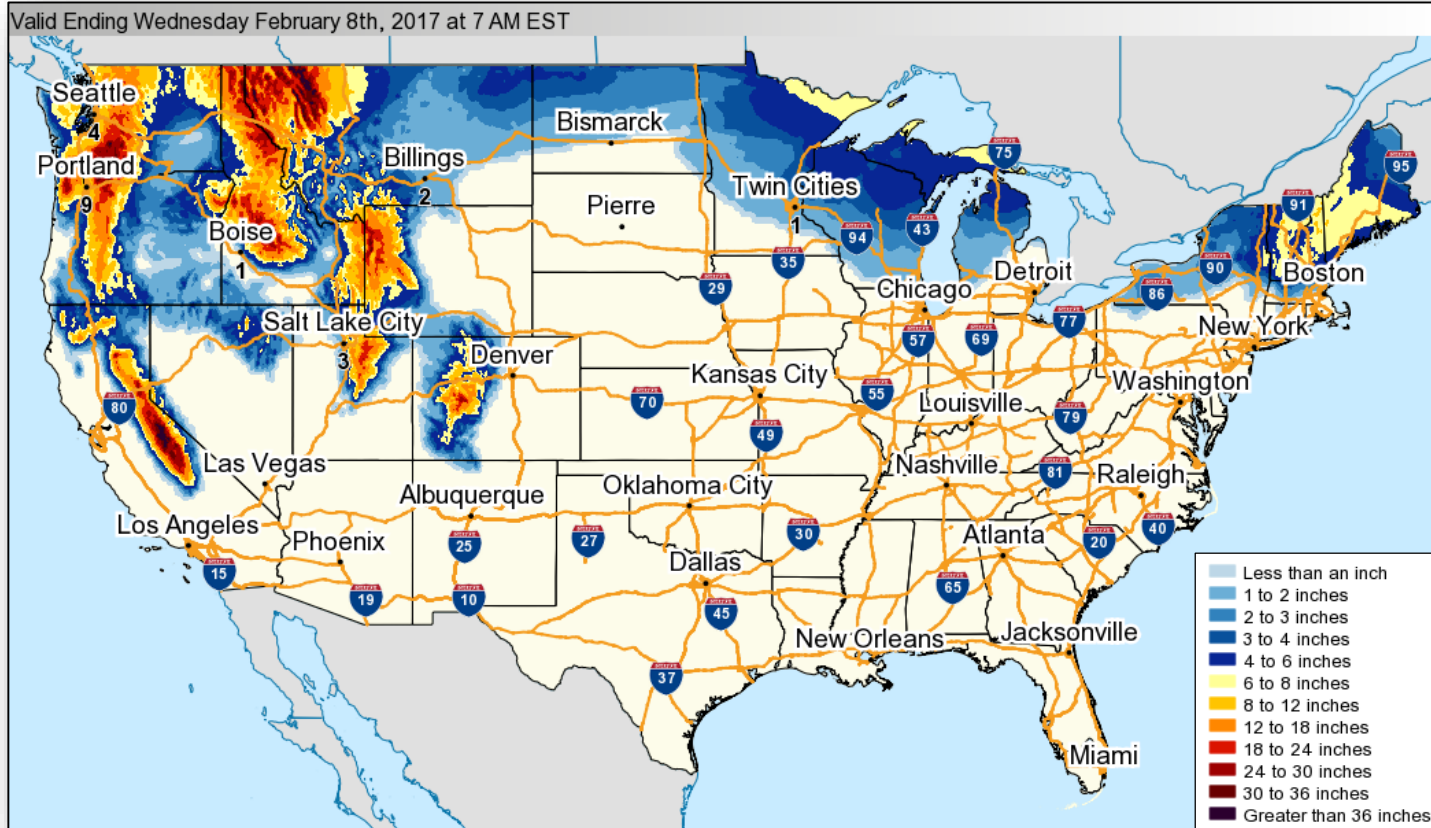 Valid Ending Wednesday February 8th, 2017 at 7 AM EST
Seattle
4
Portland
9
Bismarck
Billings
2
Twin Cities
1
Pierre
Boise
1
75
95
91
94
43
35
90
86
Boston
Detroit
Chicago
29
Salt Lake City
3
Denver
57
69
77
New York
Kansas City
Washington
80
70
55
Louisville
79
49
Las Vegas
Nashville
81
Raleigh
Albuquerque
Oklahoma City
Los Angeles
Phoenix
25
27
30
Atlanta
20
40
15
19
10
Dallas
45
65
New Orleans
Jacksonville
37
Miami
Less than an inch
1 to 2 inches
2 to 3 inches
3 to 4 inches
4 to 6 inches
6 to 8 inches
8 to 12 inches
12 to 18 inches
18 to 24 inches
24 to 30 inches
30 to 36 inches
Greater than 36 inches